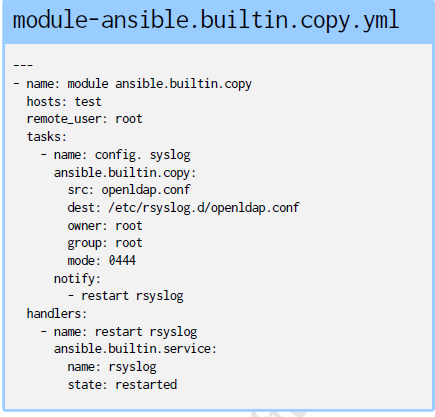 module-ansible.builtin.copy.yml
---
- name: module ansible.builtin.copy
  hosts: test
  remote_user: root
  tasks:
    - name: config. syslog
      ansible.builtin.copy:
        src: openldap.conf
        dest: /etc/rsyslog.d/openldap.conf
        owner: root
        group: root
        mode: 0444
      notify:
        - restart rsyslog
  handlers:
    - name: restart rsyslog
      ansible.builtin.service:
        name: rsyslog
        state: restarted